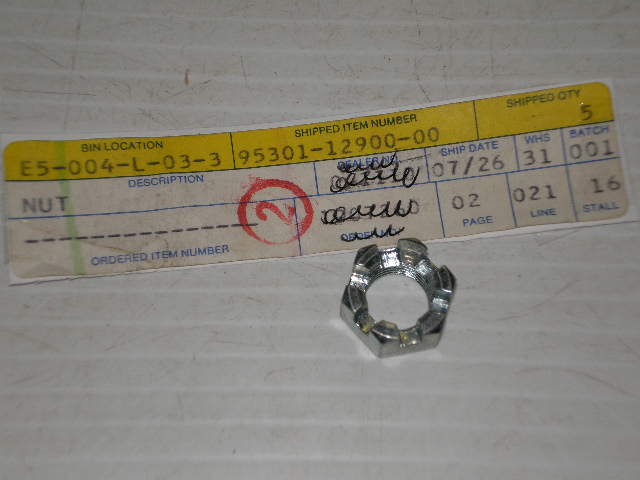 BIN LOCATION SHIPPED ITEM NUMBER SHIPPED QTY
E5-004-L-03-3 95301-12900-00 5
DESCRIPTION SHIP DATE WHS BATCH
07/26 31 001
NUT 2
02 021 16
ORDERED ITEM NUMBER PAGE LINE STALL